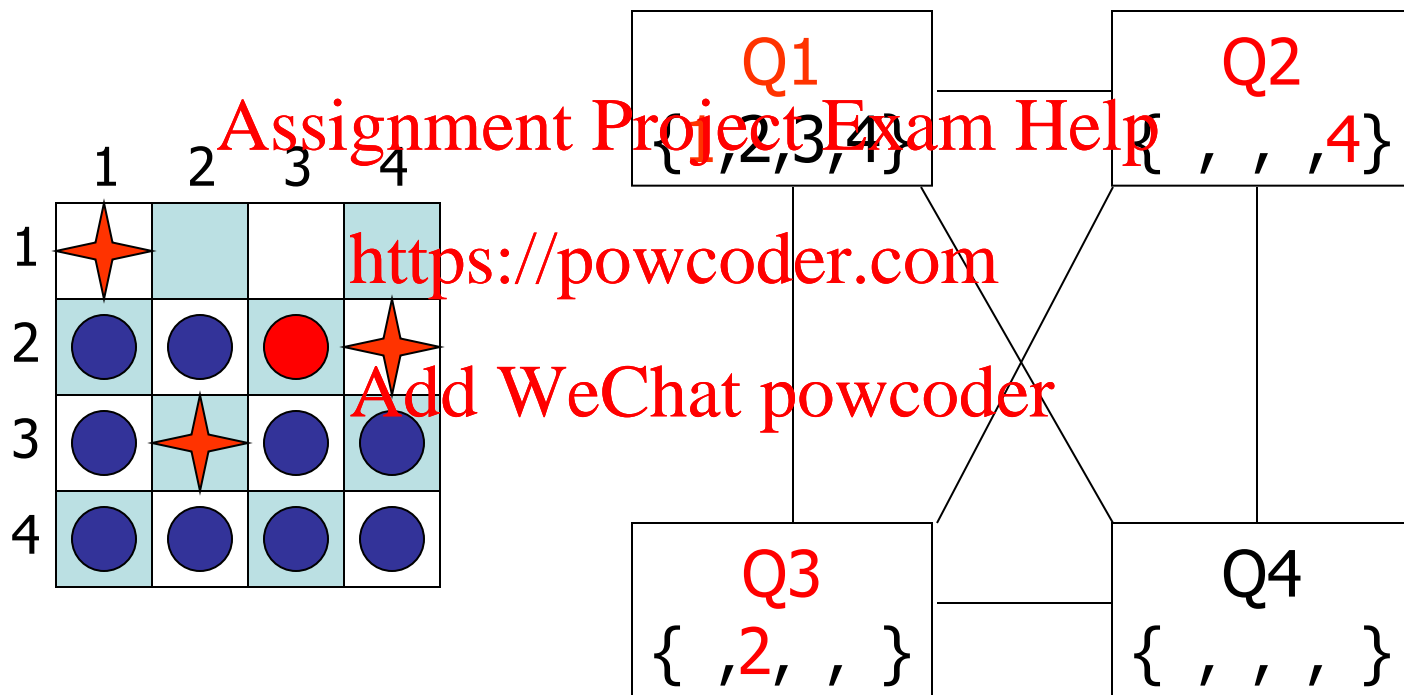 Q1
{1,2,3,4}
Q2
{ , , ,4}
Assignment Project Exam Help
1 2 3 4
1
https://powcoder.com
2
Add WeChat powcoder
3
4
Q3
{ ,2, , }
Q4
{ , , , }